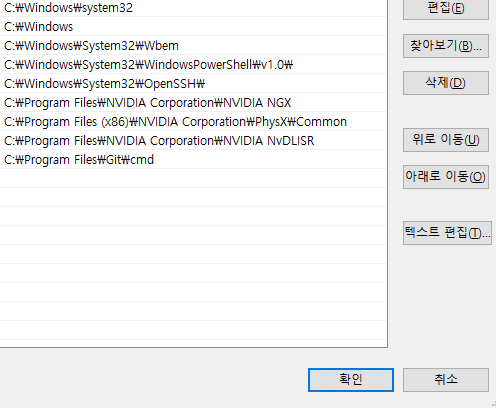 C:₩Windows₩system32
C:₩Windows
C:₩Windows₩System32₩Wbem
C:₩Windows₩System32₩WindowsPowerShell₩v1.0₩
C:₩Windows₩System32₩OpenSSH₩
C:₩Program Files₩NVIDIA Corporation₩NVIDIA NGX
C:₩Program Files (x86)₩NVIDIA Corporation₩PhysX₩Common
C:₩Program Files₩NVIDIA Corporation₩NVIDIA NvDLISR
C:₩Program Files₩Git₩cmd
편집(E)
찾아보기(B)...
삭제(D)
위로 이동(U)
아래로 이동(O)
텍스트 편집(T)...
확인
취소